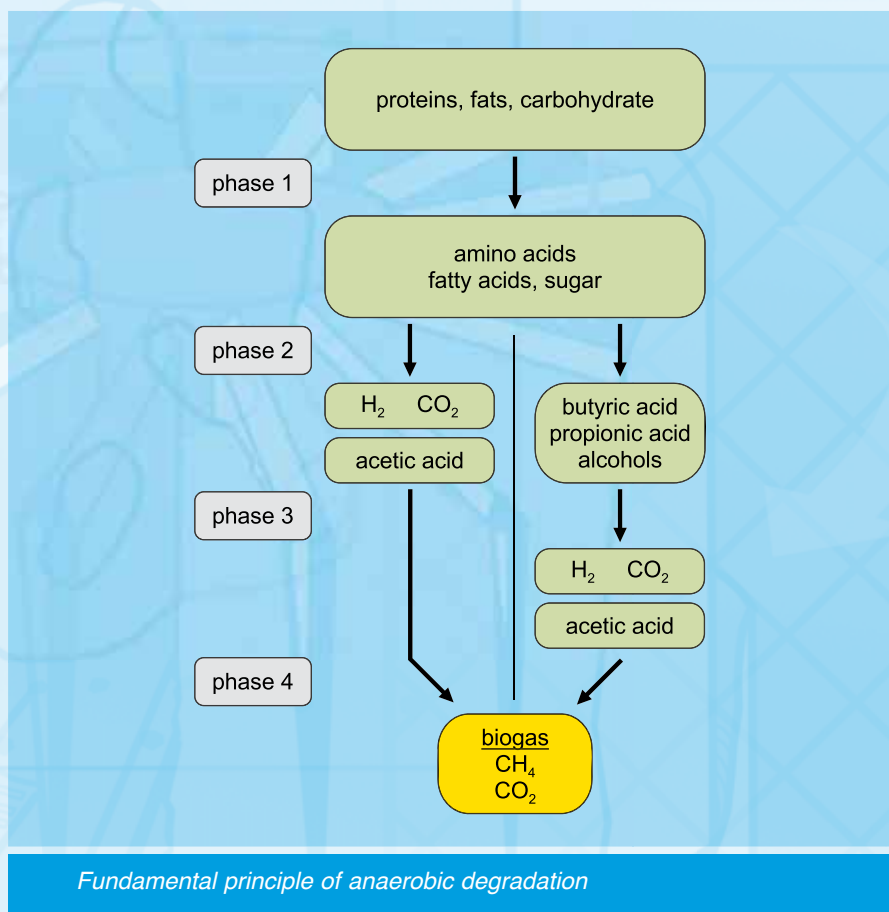 proteins, fats, carbohydrate
phase 1
amino acids
fatty acids, sugar
phase 2
H₂ CO₂
acetic acid
butyric acid
propionic acid
alcohols
phase 3
H₂ CO₂
acetic acid
phase 4
biogas
CH₄
CO₂
Fundamental principle of anaerobic degradation